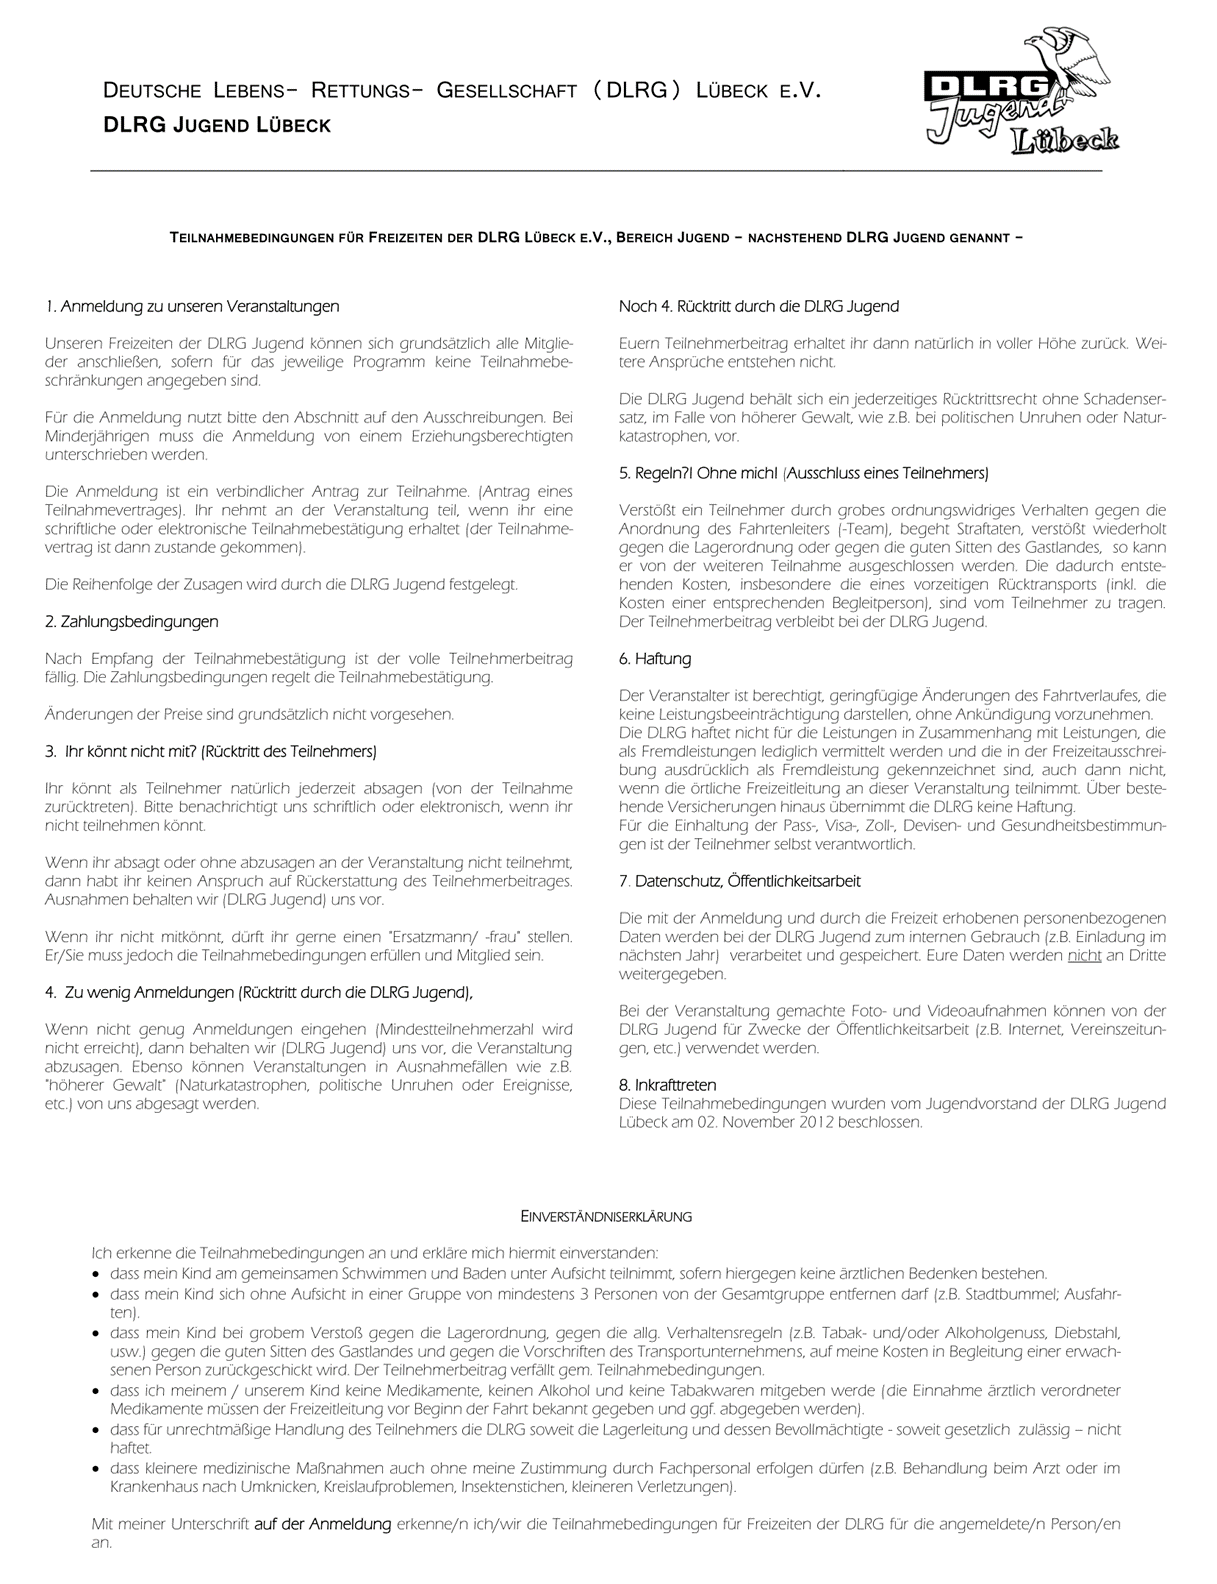 DEUTSCHE LEBENS- RETTUNGS- GESELLSCHAFT (DLRG) LÜBECK E.V.
DLRG JUGEND LÜBECK
DLRG
Jugend
Lübeck
TEILNAHMEBEDINGUNGEN FÜR FREIZEITEN DER DLRG LÜBECK E.V., BEREICH JUGEND – NACHSTEHEND DLRG JUGEND GENANNT –
1. Anmeldung zu unseren Veranstaltungen
Unseren Freizeiten der DLRG Jugend können sich grundsätzlich alle Mitglie-
der anschließen, sofern für das jeweilige Programm keine Teilnahmebe-
schränkungen angegeben sind.
Für die Anmeldung nutzt bitte den Abschnitt auf den Ausschreibungen. Bei
Minderjährigen muss die Anmeldung von einem Erziehungsberechtigten
unterschrieben werden.
Die Anmeldung ist ein verbindlicher Antrag zur Teilnahme. (Antrag eines
Teilnahmevertrages). Ihr nehmt an der Veranstaltung teil, wenn ihr eine
schriftliche oder elektronische Teilnahmebestätigung erhaltet (der Teilnahme-
vertrag ist dann zustande gekommen).
Die Reihenfolge der Zusagen wird durch die DLRG Jugend festgelegt.
2. Zahlungsbedingungen
Nach Empfang der Teilnahmebestätigung ist der volle Teilnehmerbeitrag
fällig. Die Zahlungsbedingungen regelt die Teilnahmebestätigung.
Änderungen der Preise sind grundsätzlich nicht vorgesehen.
3. Ihr könnt nicht mit? (Rücktritt des Teilnehmers)
Ihr könnt als Teilnehmer natürlich jederzeit absagen (von der Teilnahme
zurücktreten). Bitte benachrichtigt uns schriftlich oder elektronisch, wenn ihr
nicht teilnehmen könnt.
Wenn ihr absagt oder ohne abzusagen an der Veranstaltung nicht teilnehmt,
dann habt ihr keinen Anspruch auf Rückerstattung des Teilnehmerbeitrages.
Ausnahmen behalten wir (DLRG Jugend) uns vor.
Wenn ihr nicht mitkönnt, dürft ihr gerne einen "Ersatzmann/ -frau" stellen.
Er/Sie muss jedoch die Teilnahmebedingungen erfüllen und Mitglied sein.
4. Zu wenig Anmeldungen (Rücktritt durch die DLRG Jugend),
Wenn nicht genug Anmeldungen eingehen (Mindestteilnehmerzahl wird
nicht erreicht), dann behalten wir (DLRG Jugend) uns vor, die Veranstaltung
abzusagen. Ebenso können Veranstaltungen in Ausnahmefällen wie z.B.
"höherer Gewalt" (Naturkatastrophen, politische Unruhen oder Ereignisse,
etc.) von uns abgesagt werden.
Noch 4. Rücktritt durch die DLRG Jugend
Euern Teilnehmerbeitrag erhaltet ihr dann natürlich in voller Höhe zurück. Wei-
tere Ansprüche entstehen nicht.
Die DLRG Jugend behält sich ein jederzeitiges Rücktrittsrecht ohne Schadenser-
satz, im Falle von höherer Gewalt, wie z.B. bei politischen Unruhen oder Natur-
katastrophen, vor.
5. Regeln?! Ohne mich! (Ausschluss eines Teilnehmers)
Verstößt ein Teilnehmer durch grobes ordnungswidriges Verhalten gegen die
Anordnung des Fahrtenleiters (-Team), begeht Straftaten, verstößt wiederholt
gegen die Lagerordnung oder gegen die guten Sitten des Gastlandes, so kann
er von der weiteren Teilnahme ausgeschlossen werden. Die dadurch entste-
henden Kosten, insbesondere die eines vorzeitigen Rücktransports (inkl. die
Kosten einer entsprechenden Begleitperson), sind vom Teilnehmer zu tragen.
Der Teilnehmerbeitrag verbleibt bei der DLRG Jugend.
6. Haftung
Der Veranstalter ist berechtigt, geringfügige Änderungen des Fahrtverlaufes, die
keine Leistungsbeeinträchtigung darstellen, ohne Ankündigung vorzunehmen.
Die DLRG haftet nicht für die Leistungen in Zusammenhang mit Leistungen, die
als Fremdleistungen lediglich vermittelt werden und die in der Freizeitausschrei-
bung ausdrücklich als Fremdleistung gekennzeichnet sind, auch dann nicht,
wenn die örtliche Freizeitleitung an dieser Veranstaltung teilnimmt. Über beste-
hende Versicherungen hinaus übernimmt die DLRG keine Haftung.
Für die Einhaltung der Pass-, Visa-, Zoll-, Devisen- und Gesundheitsbestimmun-
gen ist der Teilnehmer selbst verantwortlich.
7. Datenschutz, Öffentlichkeitsarbeit
Die mit der Anmeldung und durch die Freizeit erhobenen personenbezogenen
Daten werden bei der DLRG Jugend zum internen Gebrauch (z.B. Einladung im
nächsten Jahr) verarbeitet und gespeichert. Eure Daten werden nicht an Dritte
weitergegeben.
Bei der Veranstaltung gemachte Foto- und Videoaufnahmen können von der
DLRG Jugend für Zwecke der Öffentlichkeitsarbeit (z.B. Internet, Vereinszeitun-
gen, etc.) verwendet werden.
8. Inkrafttreten
Diese Teilnahmebedingungen wurden vom Jugendvorstand der DLRG Jugend
Lübeck am 02. November 2012 beschlossen.
EINVERSTÄNDNISERKLÄRUNG
Ich erkenne die Teilnahmebedingungen an und erkläre mich hiermit einverstanden:
• dass mein Kind am gemeinsamen Schwimmen und Baden unter Aufsicht teilnimmt, sofern hiergegen keine ärztlichen Bedenken bestehen.
• dass mein Kind sich ohne Aufsicht in einer Gruppe von mindestens 3 Personen von der Gesamtgruppe entfernen darf (z.B. Stadtbummel; Ausfahr-
ten).
• dass mein Kind bei grobem Verstoß gegen die Lagerordnung, gegen die allg. Verhaltensregeln (z.B. Tabak- und/oder Alkoholgenuss, Diebstahl,
usw.) gegen die guten Sitten des Gastlandes und gegen die Vorschriften des Transportunternehmens, auf meine Kosten in Begleitung einer erwach-
senen Person zurückgeschickt wird. Der Teilnehmerbeitrag verfällt gem. Teilnahmebedingungen.
• dass ich meinem / unserem Kind keine Medikamente, keinen Alkohol und keine Tabakwaren mitgeben werde (die Einnahme ärztlich verordneter
Medikamente müssen der Freizeitleitung vor Beginn der Fahrt bekannt gegeben und ggf. abgegeben werden).
• dass für unrechtmäßige Handlung des Teilnehmers die DLRG soweit die Lagerleitung und dessen Bevollmächtigte - soweit gesetzlich zulässig – nicht
haftet.
• dass kleinere medizinische Maßnahmen auch ohne meine Zustimmung durch Fachpersonal erfolgen dürfen (z.B. Behandlung beim Arzt oder im
Krankenhaus nach Umknicken, Kreislaufproblemen, Insektenstichen, kleineren Verletzungen).
Mit meiner Unterschrift auf der Anmeldung erkenne/n ich/wir die Teilnahmebedingungen für Freizeiten der DLRG für die angemeldete/n Person/en
an.